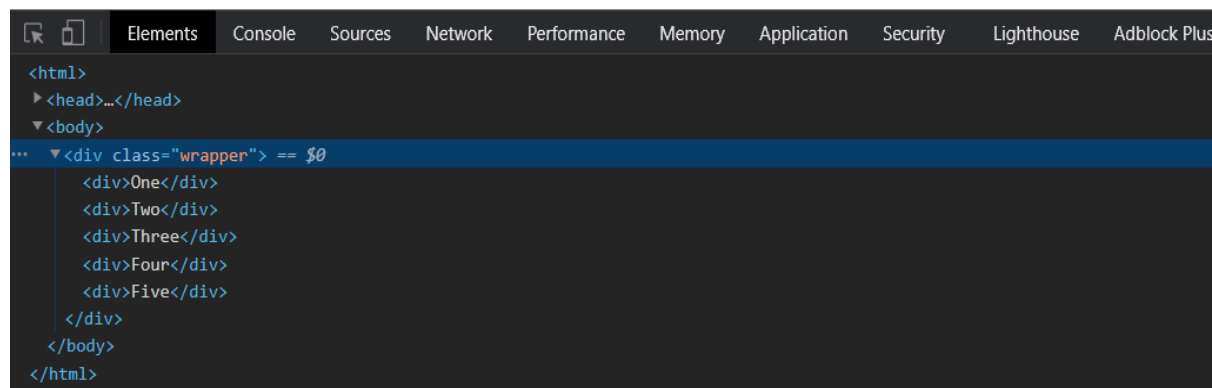 Elements Console Sources Network Performance Memory Application Security Lighthouse Adblock Plus
<html>
<head>…</head>
<body>
<div class="wrapper"> == $0
<div>One</div>
<div>Two</div>
<div>Three</div>
<div>Four</div>
<div>Five</div>
</div>
</body>
</html>